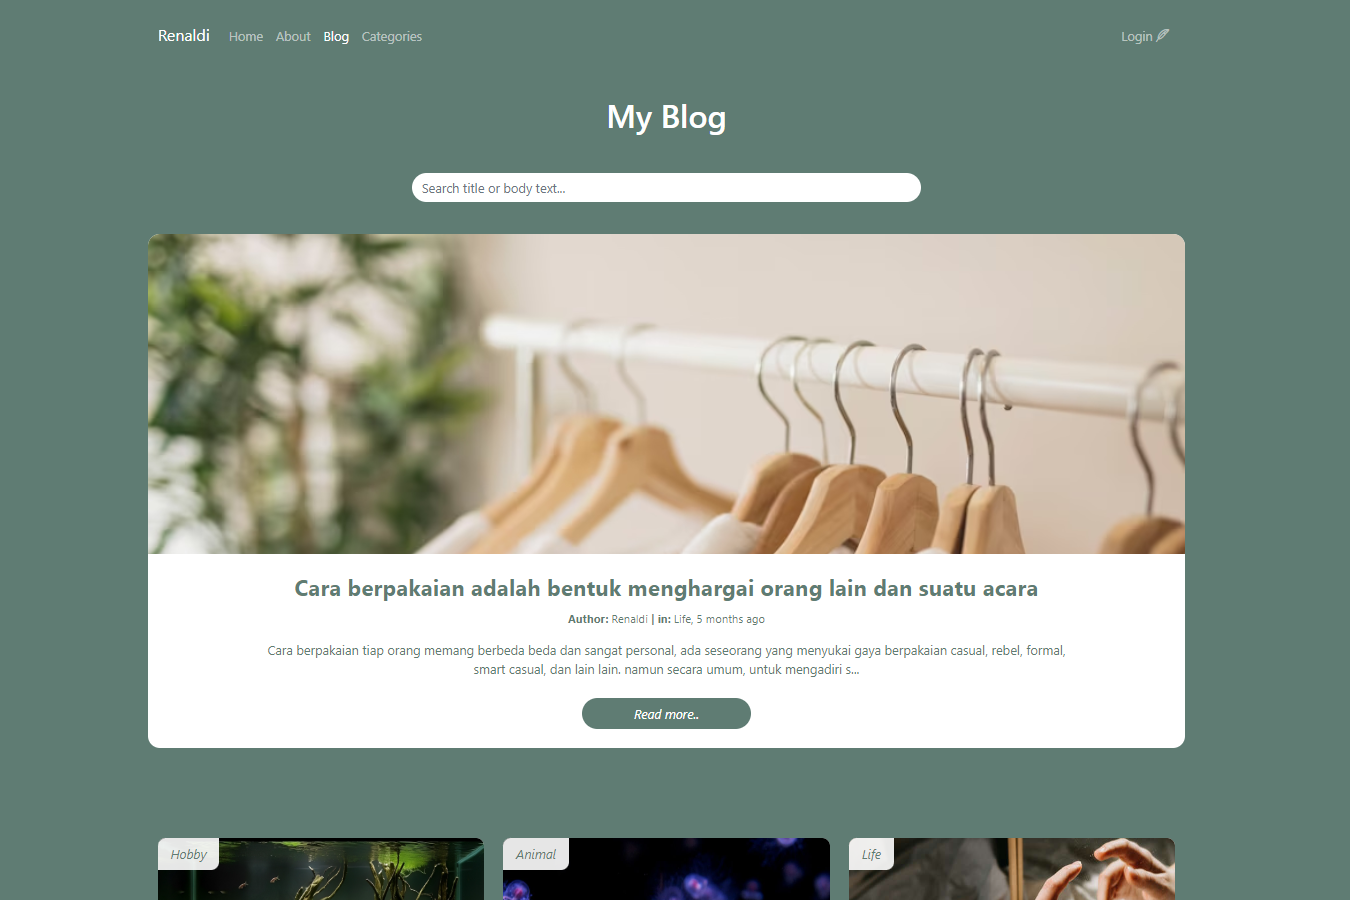 Renaldi Home About Blog Categories Login
My Blog
Search title or body text...
Cara berpakaian adalah bentuk menghargai orang lain dan suatu acara
Author: Renaldi | in: Life, 5 months ago
Cara berpakaian tiap orang memang berbeda beda dan sangat personal, ada seseorang yang menyukai gaya berpakaian casual, rebel, formal,
smart casual, dan lain lain. namun secara umum, untuk mengadiri s...
Read more..
Hobby Animal Life